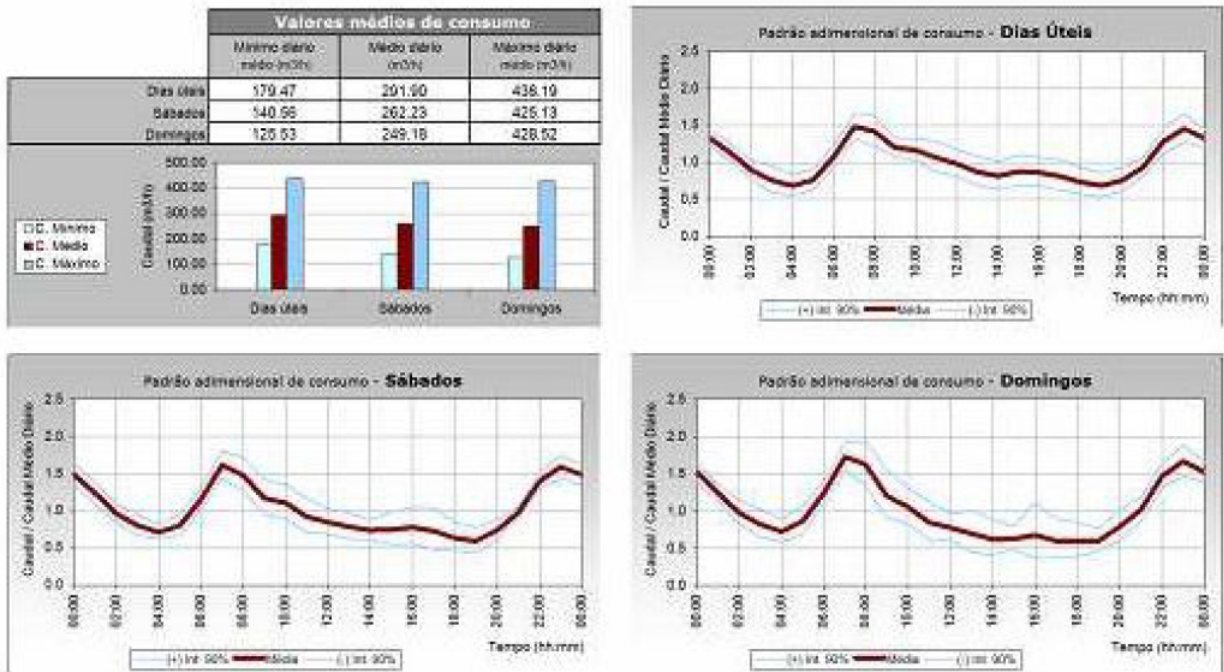 Valores médios de consumo
Mínimo diário médio (m3/h) Médio diário (m3/h) Máximo diário médio (m3/h)
Dias úteis 179.47 291.90 438.19
Sábados 140.56 262.23 425.13
Domingos 125.53 249.18 428.52
Caudal (m3/h)
500.00
400.00
300.00
200.00
100.00
0.00
C. Mínimo
C. Médio
C. Máximo
Dias úteis Sábados Domingos
Padrão adimensional de consumo - Dias Úteis
Caudal / Caudal Médio Diário
2.5
2.0
1.5
1.0
0.5
0.0
00:00 02:00 04:00 06:00 08:00 10:00 12:00 14:00 16:00 18:00 20:00 22:00 00:00
Tempo (hh:mm)
(+) Int. 90% Média (-) Int. 90%
Padrão adimensional de consumo - Sábados
Caudal / Caudal Médio Diário
2.5
2.0
1.5
1.0
0.5
0.0
00:00 02:00 04:00 06:00 08:00 10:00 12:00 14:00 16:00 18:00 20:00 22:00 00:00
Tempo (hh:mm)
(+) Int. 90% Média (-) Int. 90%
Padrão adimensional de consumo - Domingos
Caudal / Caudal Médio Diário
2.5
2.0
1.5
1.0
0.5
0.0
00:00 02:00 04:00 06:00 08:00 10:00 12:00 14:00 16:00 18:00 20:00 22:00 00:00
Tempo (hh:mm)
(+) Int. 90% Média (-) Int. 90%